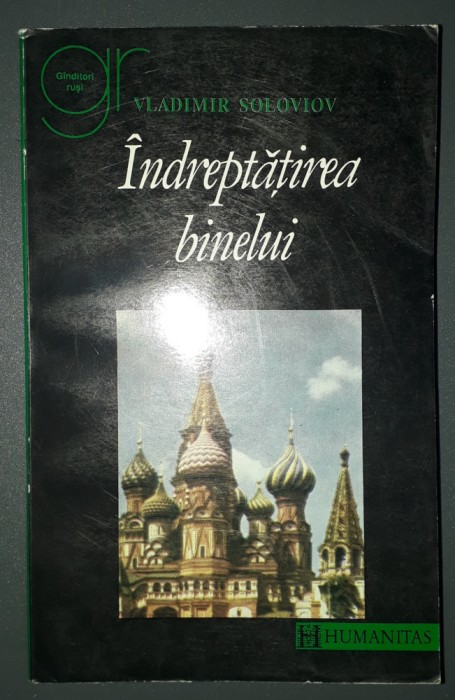 gr
Gînditori
ruși
VLADIMIR SOLOVIOV
Îndreptățirea
binelui
H HUMANITAS